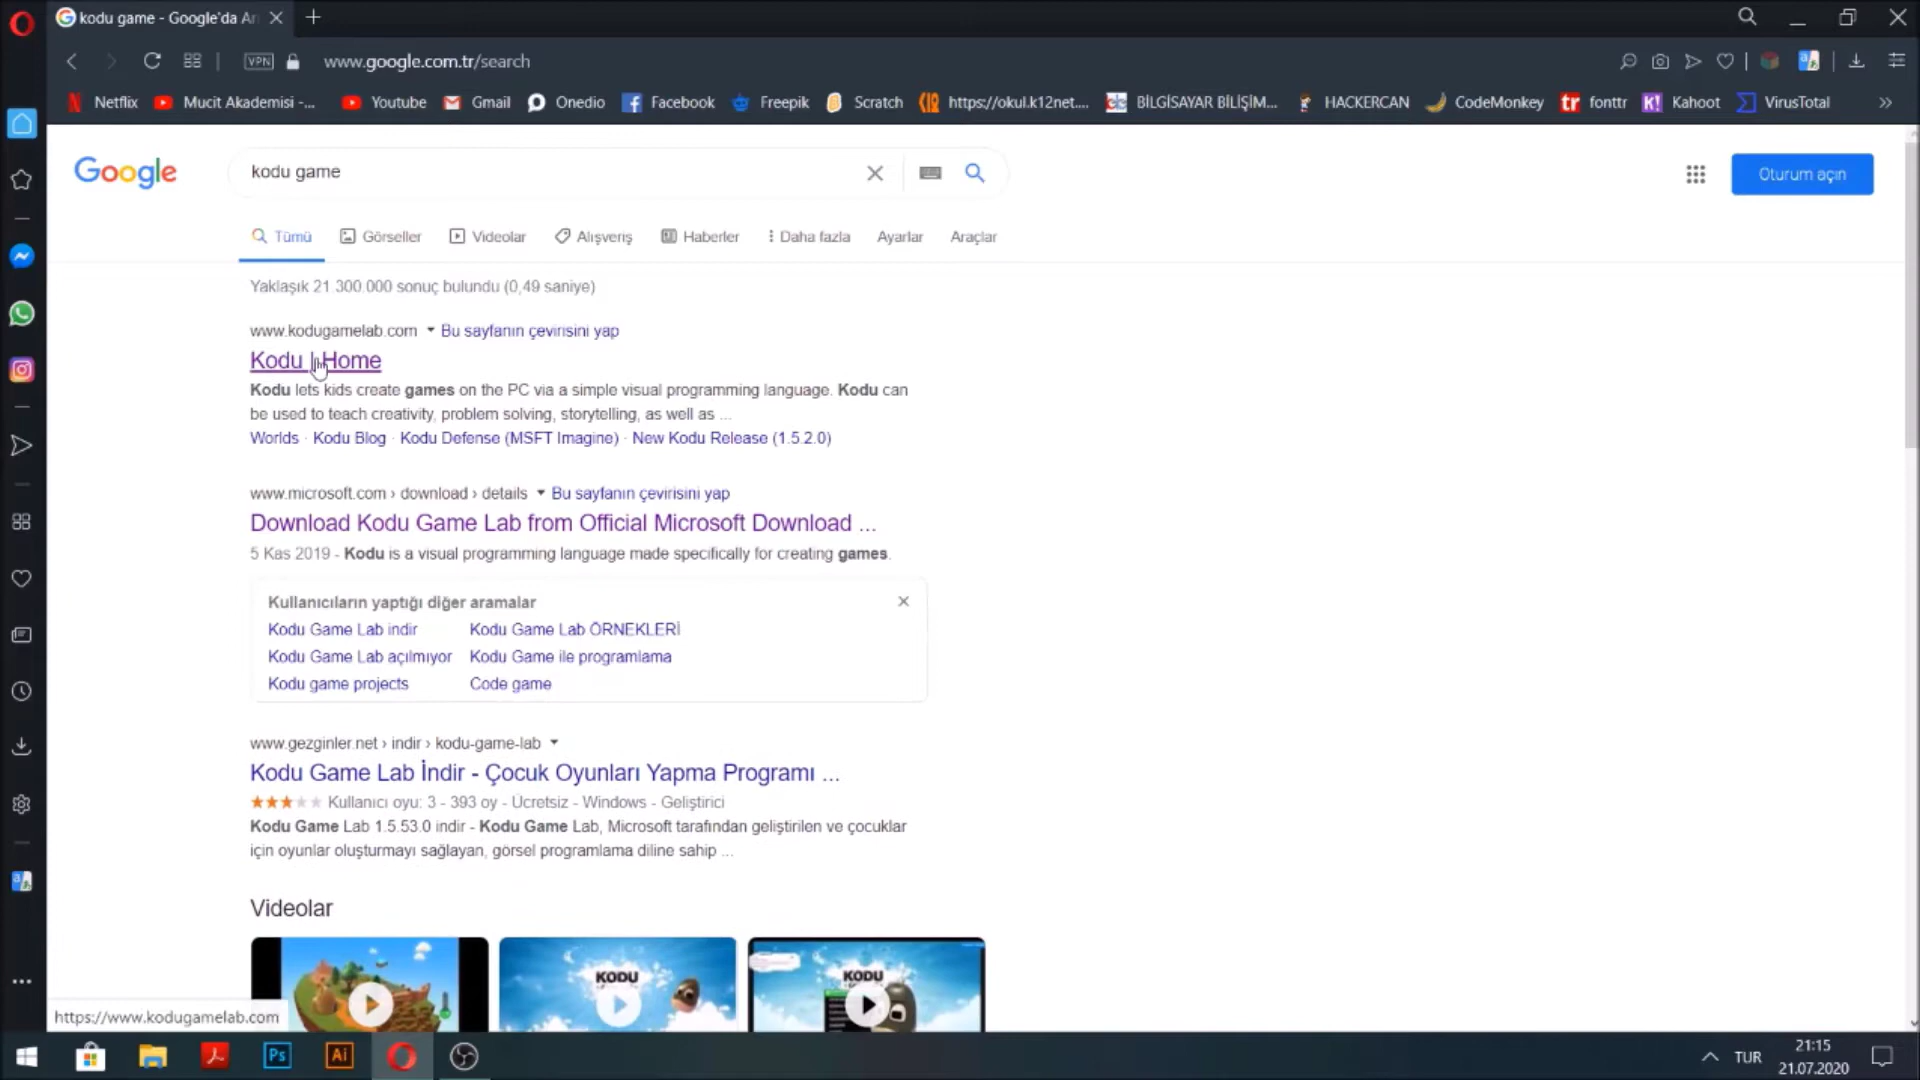 kodu game - Google'da Ar
VPN
www.google.com.tr/search
Netflix
Mucit Akademisi -...
Youtube
Gmail
Onedio
Facebook
Freepik
Scratch
https://okul.k12net....
BİLGİSAYAR BİLİŞİM...
HACKERCAN
CodeMonkey
tr fonttr
K! Kahoot
VirusTotal
Google
kodu game
Oturum açın
Tümü
Görseller
Videolar
Alışveriş
Haberler
Daha fazla
Ayarlar
Araçlar
Yaklaşık 21.300.000 sonuç bulundu (0,49 saniye)
www.kodugamelab.com Bu sayfanın çevirisini yap
Kodu | Home
Kodu lets kids create games on the PC via a simple visual programming language. Kodu can
be used to teach creativity, problem solving, storytelling, as well as ...
Worlds · Kodu Blog · Kodu Defense (MSFT Imagine) · New Kodu Release (1.5.2.0)
www.microsoft.com › download › details Bu sayfanın çevirisini yap
Download Kodu Game Lab from Official Microsoft Download ...
5 Kas 2019 - Kodu is a visual programming language made specifically for creating games.
Kullanıcıların yaptığı diğer aramalar
Kodu Game Lab indir
Kodu Game Lab ÖRNEKLERİ
Kodu Game Lab açılmıyor
Kodu Game ile programlama
Kodu game projects
Code game
www.gezginler.net › indir › kodu-game-lab
Kodu Game Lab İndir - Çocuk Oyunları Yapma Programı ...
Kullanıcı oyu: 3 - 393 oy - Ücretsiz - Windows - Geliştirici
Kodu Game Lab 1.5.53.0 indir - Kodu Game Lab, Microsoft tarafından geliştirilen ve çocuklar
için oyunlar oluşturmayı sağlayan, görsel programlama diline sahip ...
Videolar
KODU
KODU
https://www.kodugamelab.com
Ps
Ai
TUR
21:15
21.07.2020